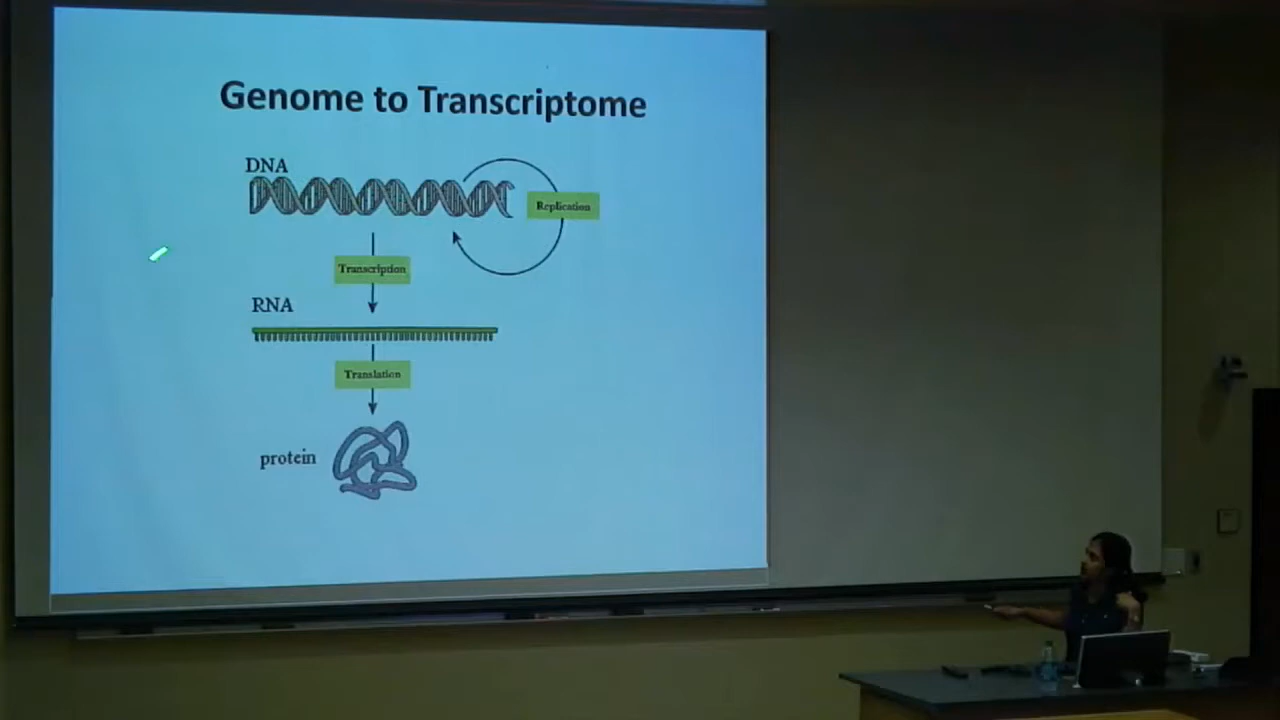 Genome to Transcriptome
DNA
Replication
Transcription
RNA
Translation
protein